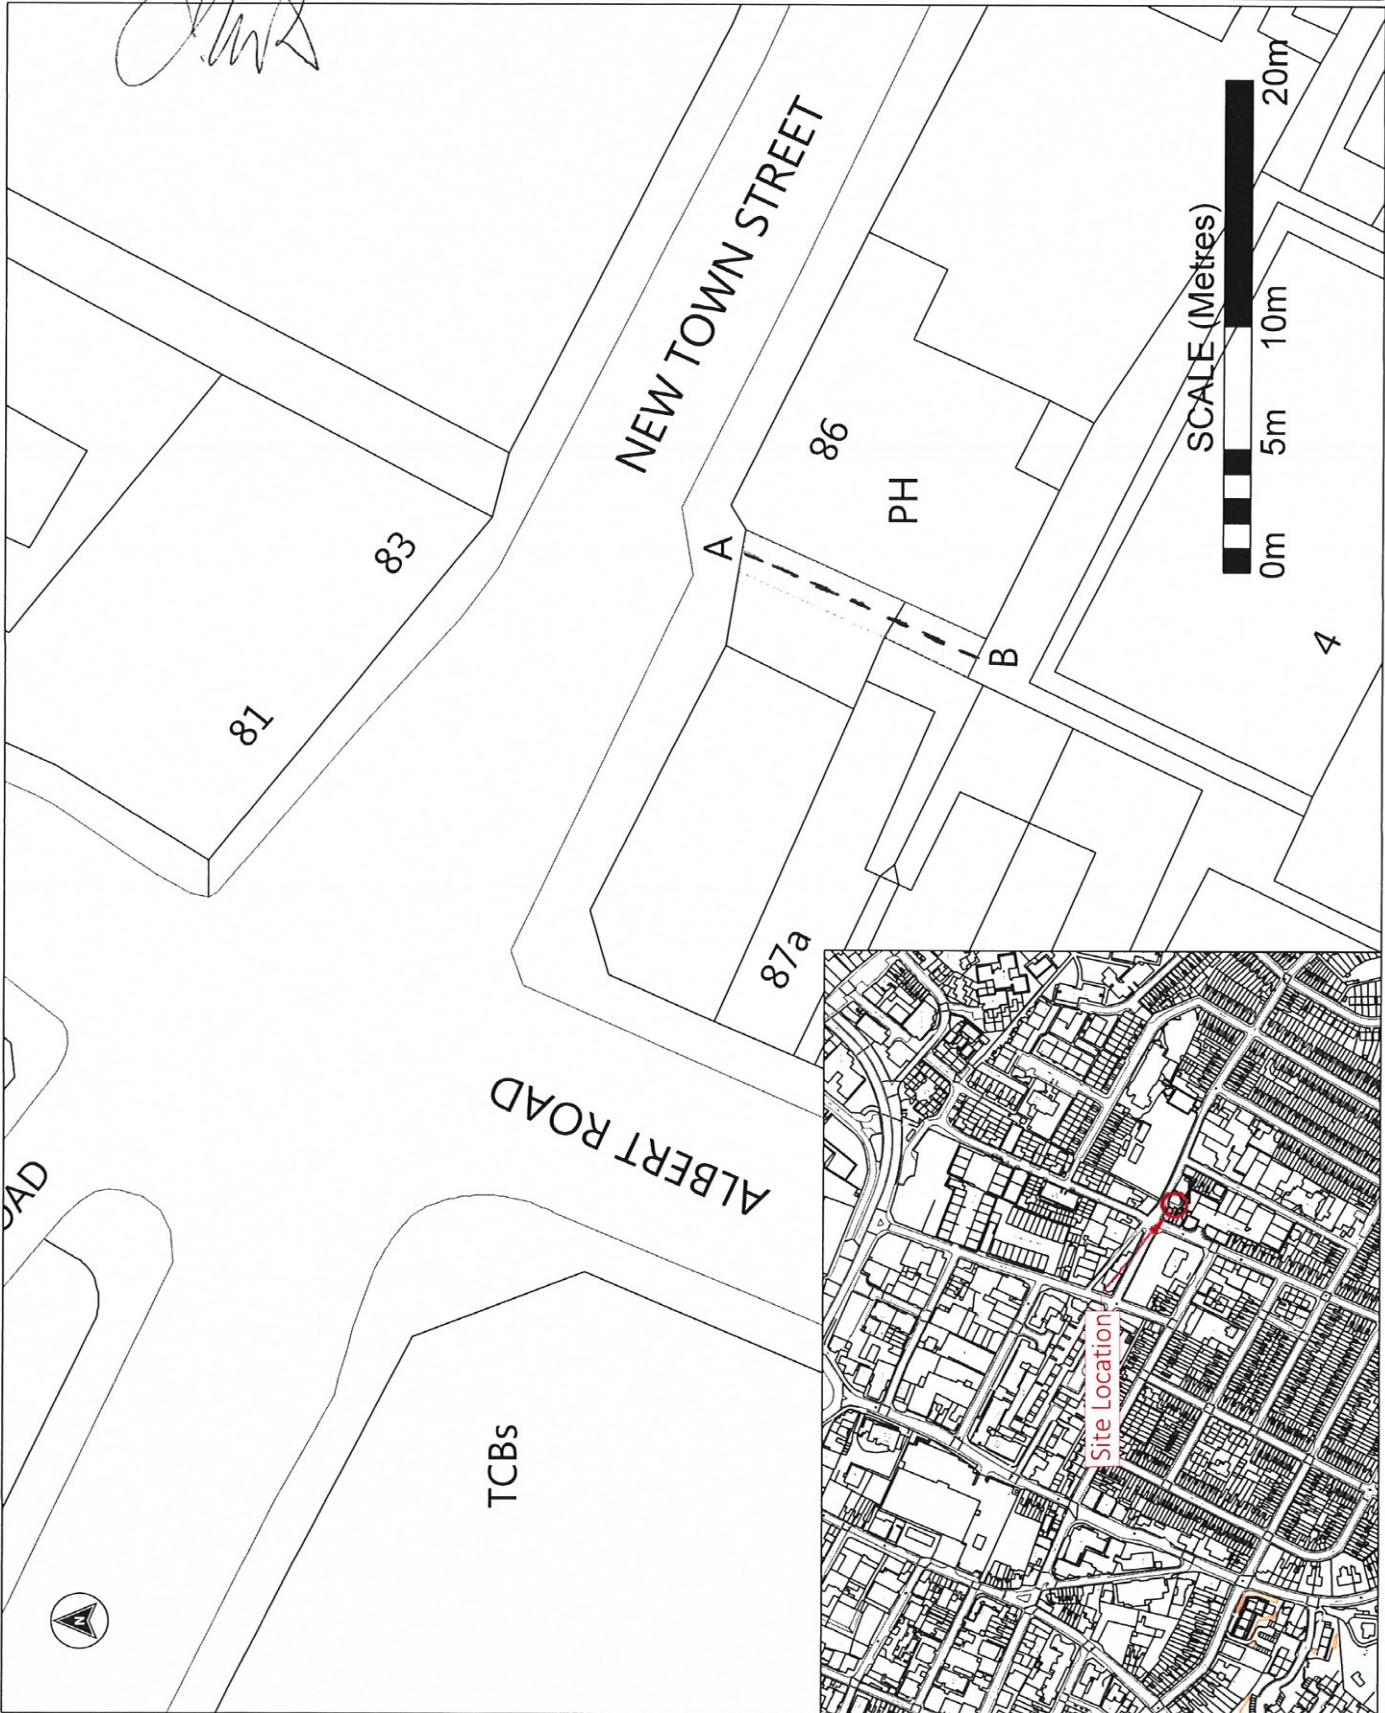 NEW TOWN STREET
ALBERT ROAD
OAD
81
83
A
86
PH
B
87a
4
TCBs
N
SCALE (Metres)
0m 5m 10m 20m
Site Location